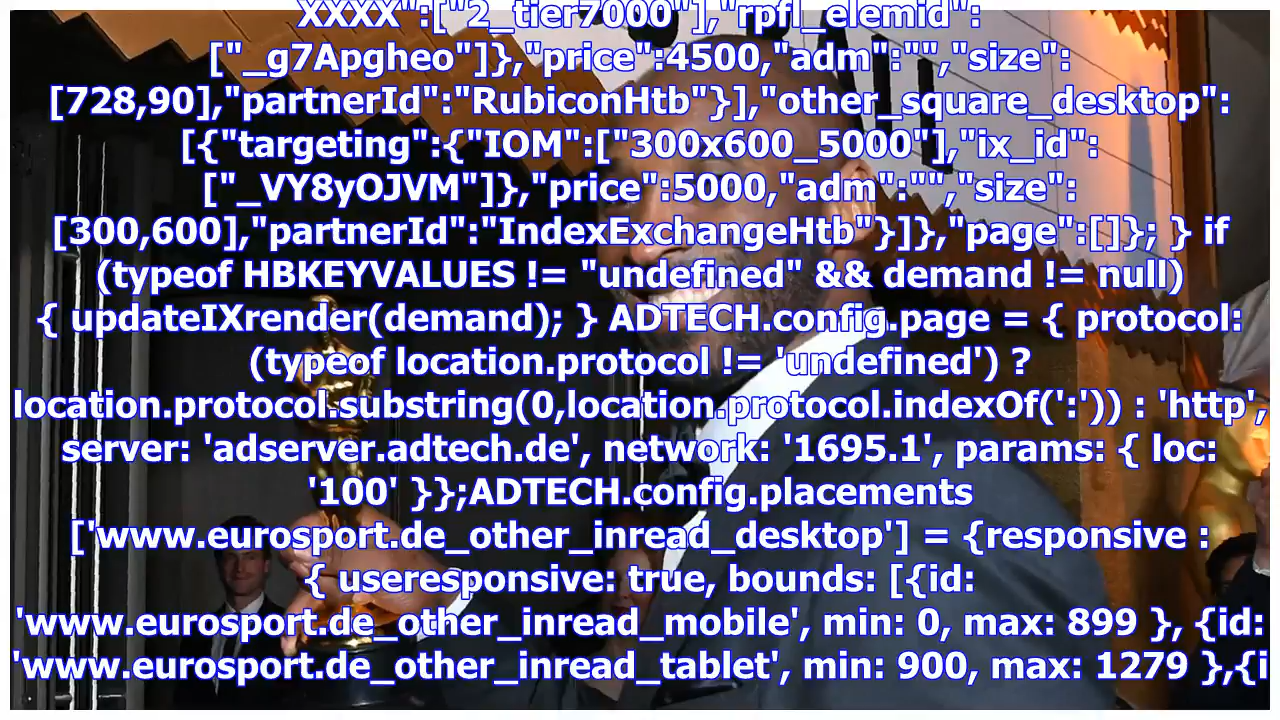 XXXX":["2_tier7000"],"rpfl_elemid":
["_g7Apgheo"]},"price":4500,"adm":"","size":
[728,90],"partnerId":"RubiconHtb"}],"other_square_desktop":
[{"targeting":{"IOM":["300x600_5000"],"ix_id":
["_VY8yOJVM"]},"price":5000,"adm":"","size":
[300,600],"partnerId":"IndexExchangeHtb"}]},"page":[]}; } if
(typeof HBKEYVALUES != "undefined" && demand != null)
{ updateIXrender(demand); } ADTECH.config.page = { protocol:
(typeof location.protocol != 'undefined') ?
location.protocol.substring(0,location.protocol.indexOf(':')) : 'http',
server: 'adserver.adtech.de', network: '1695.1', params: { loc:
'100' }};ADTECH.config.placements
['www.eurosport.de_other_inread_desktop'] = {responsive :
{ useresponsive: true, bounds: [{id:
'www.eurosport.de_other_inread_mobile', min: 0, max: 899 }, {id:
'www.eurosport.de_other_inread_tablet', min: 900, max: 1279 },{i